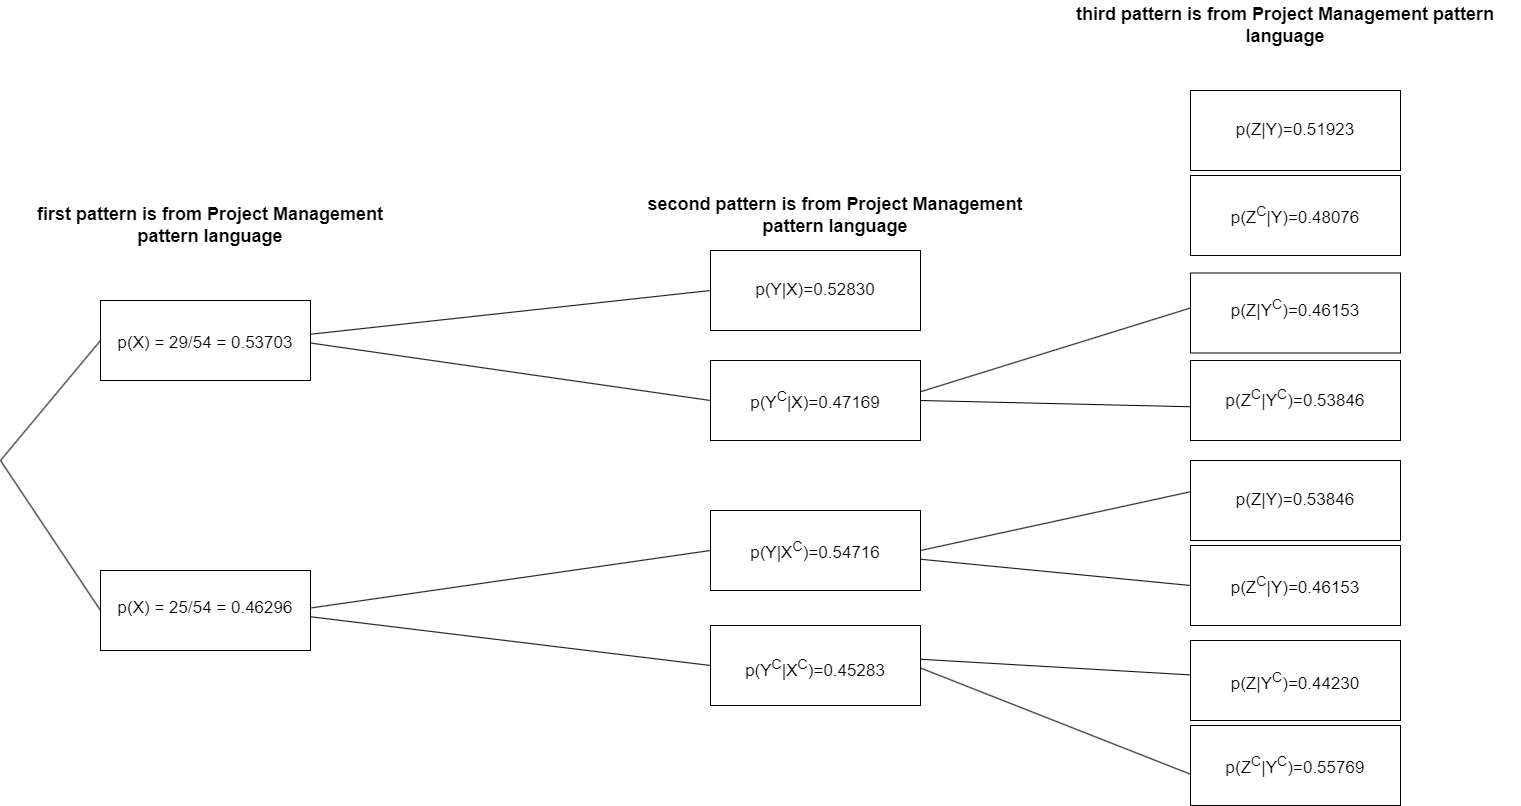 third pattern is from Project Management pattern
language
p(Z|Y)=0.51923
p(Z^C|Y)=0.48076
first pattern is from Project Management
pattern language
second pattern is from Project Management
pattern language
p(Y|X)=0.52830
p(Z|Y^C)=0.46153
p(X) = 29/54 = 0.53703
p(Y^C|X)=0.47169
p(Z^C|Y^C)=0.53846
p(Z|Y)=0.53846
p(Y|X^C)=0.54716
p(Z^C|Y)=0.46153
p(X) = 25/54 = 0.46296
p(Y^C|X^C)=0.45283
p(Z|Y^C)=0.44230
p(Z^C|Y^C)=0.55769